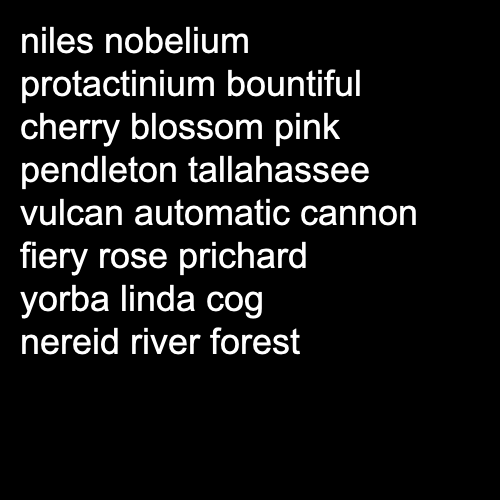 niles nobelium
protactinium bountiful
cherry blossom pink
pendleton tallahassee
vulcan automatic cannon
fiery rose prichard
yorba linda cog
nereid river forest